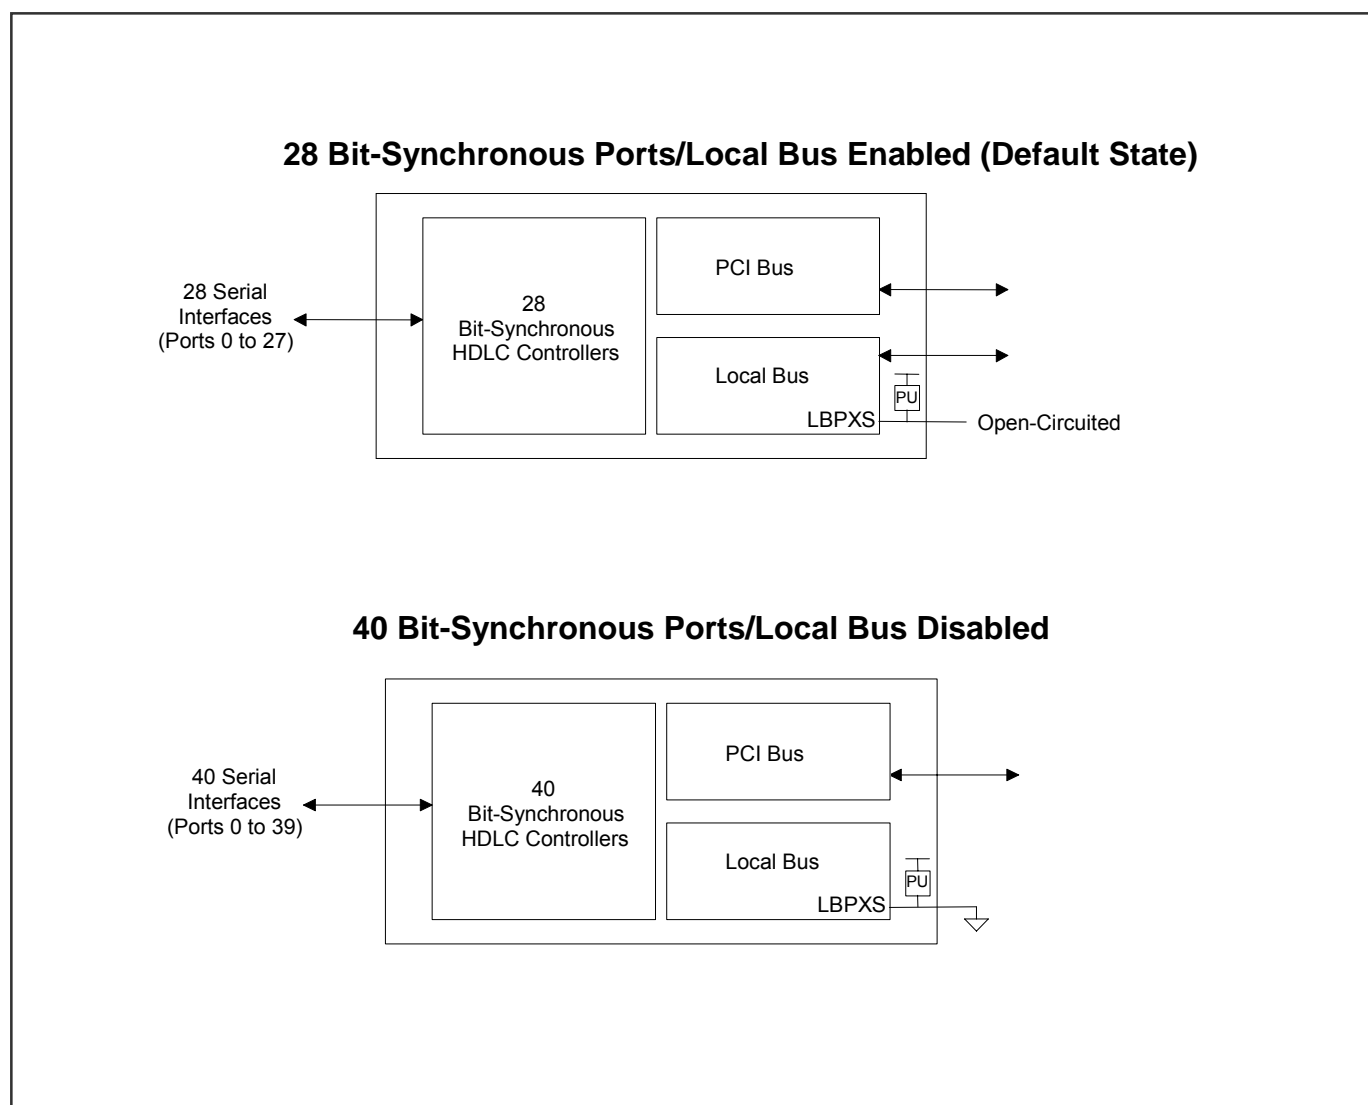 28 Bit-Synchronous Ports/Local Bus Enabled (Default State)
28 Serial
Interfaces
(Ports 0 to 27)
28
Bit-Synchronous
HDLC Controllers
PCI Bus
Local Bus
LBPXS
PU
Open-Circuited
40 Bit-Synchronous Ports/Local Bus Disabled
40 Serial
Interfaces
(Ports 0 to 39)
40
Bit-Synchronous
HDLC Controllers
PCI Bus
Local Bus
LBPXS
PU